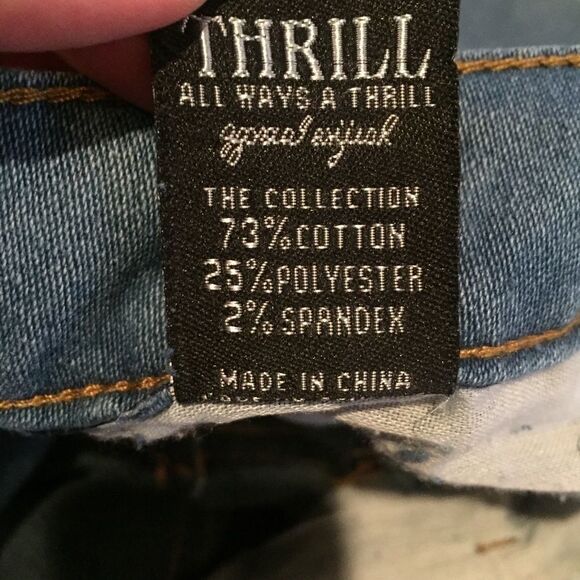 THRILL
ALL WAYS A THRILL
THE COLLECTION
73% COTTON
25% POLYESTER
2% SPANDEX
MADE IN CHINA